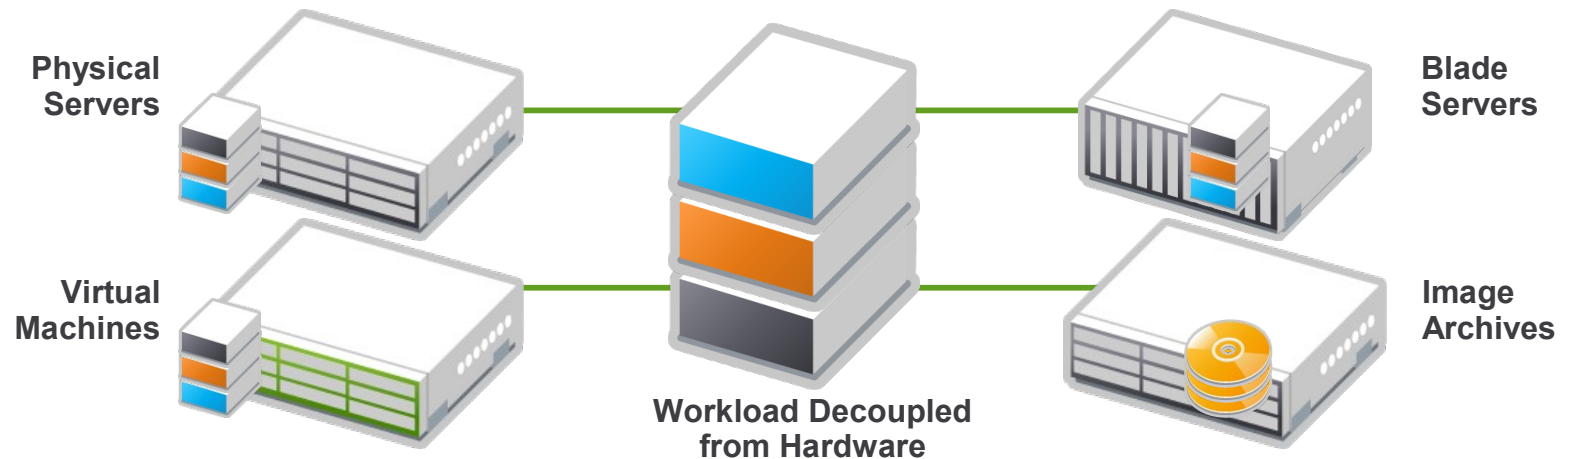 Physical
Servers
Blade
Servers
Virtual
Machines
Image
Archives
Workload Decoupled
from Hardware